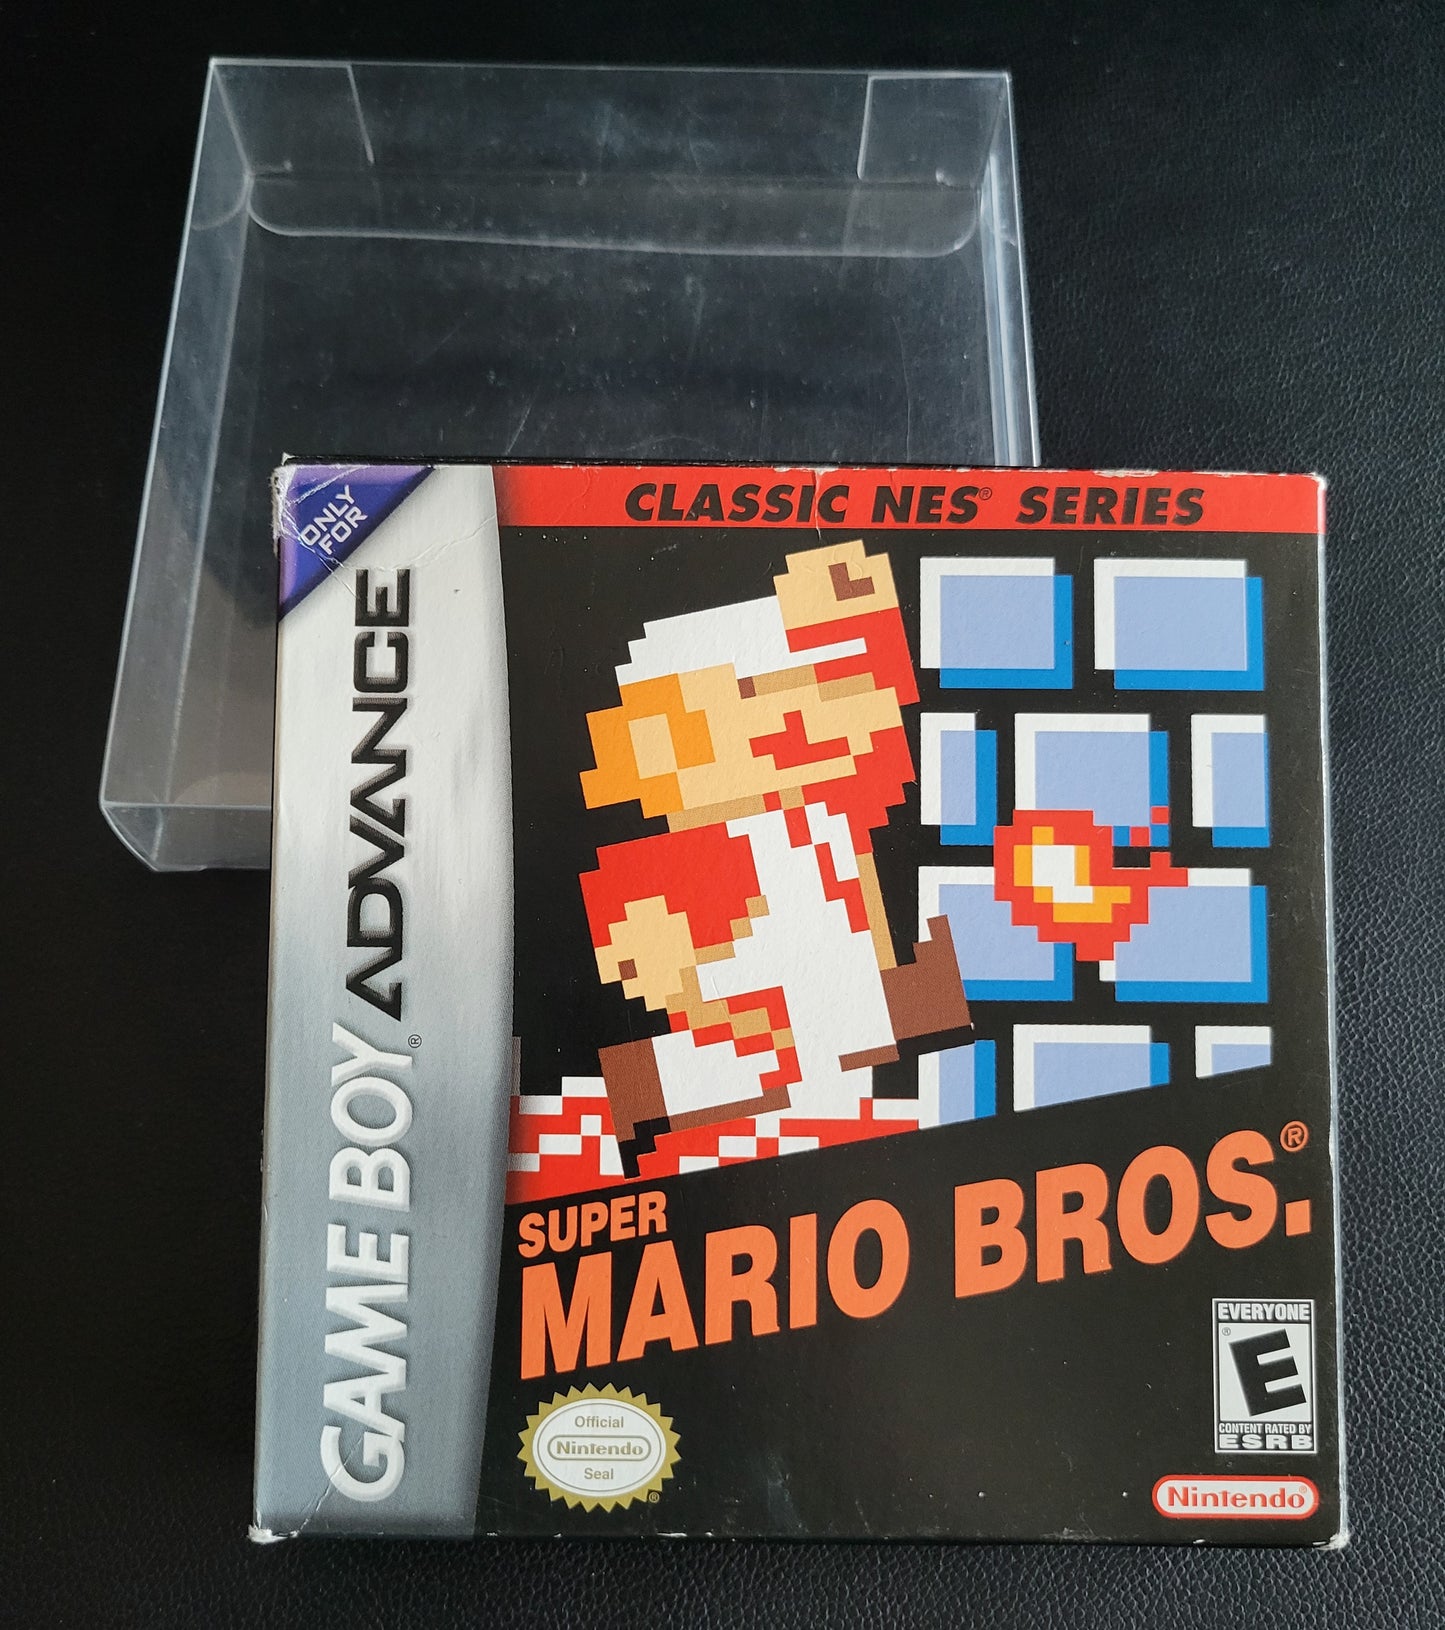 ONLY
FOR
GAME BOY ADVANCE®
CLASSIC NES® SERIES
SUPER
MARIO BROS.®
EVERYONE
E®
CONTENT RATED BY
ESRB
Official
Nintendo
Seal®
Nintendo®